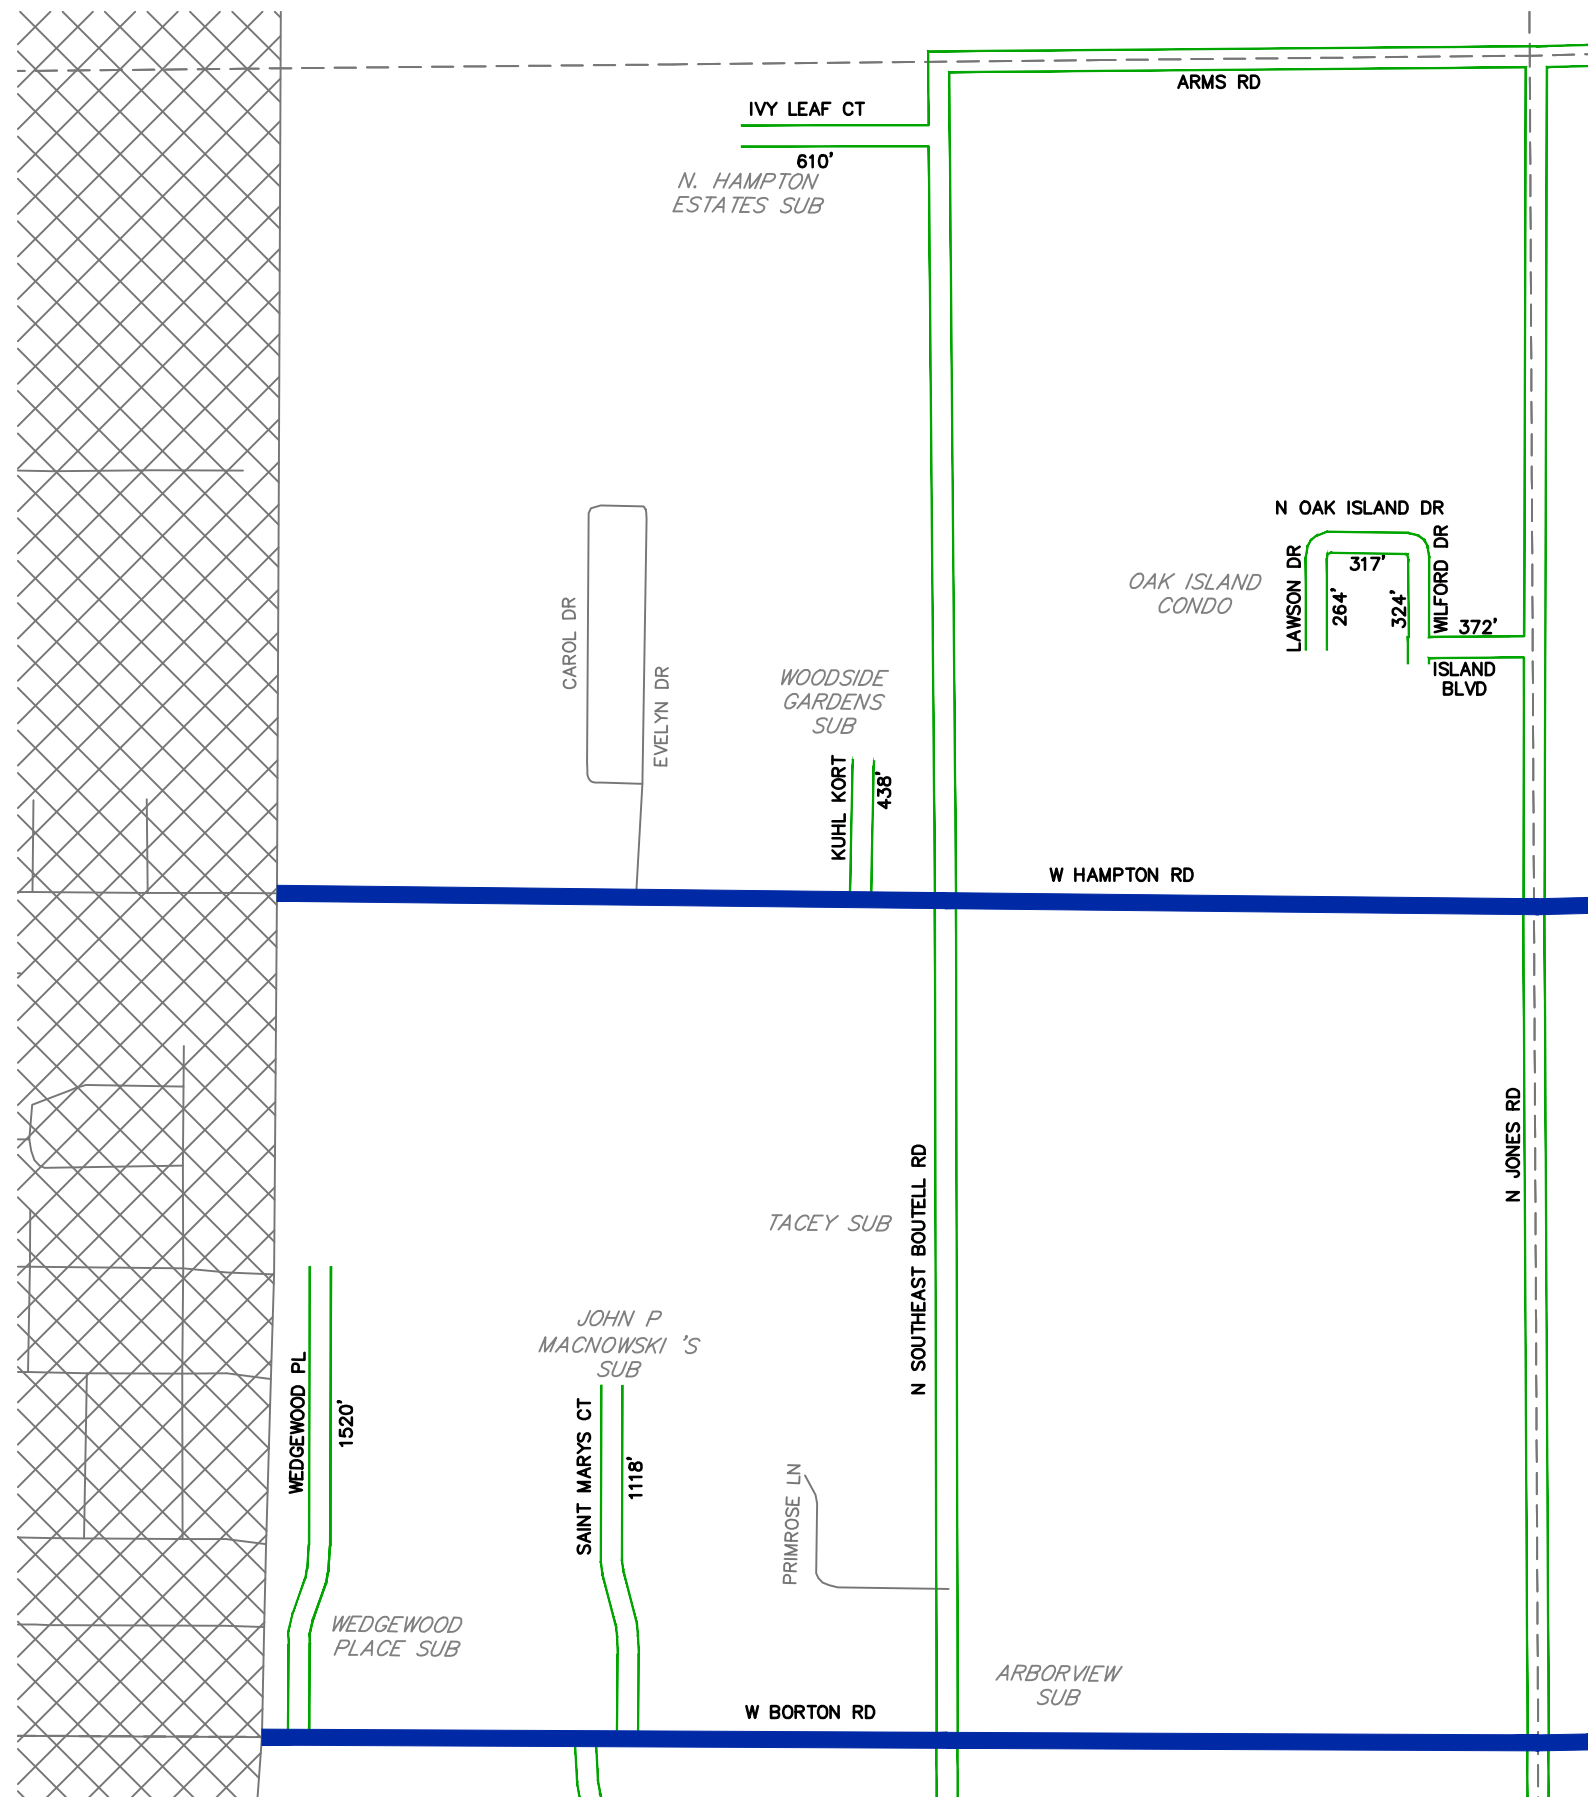 ARMS RD
IVY LEAF CT
610'
N. HAMPTON
ESTATES SUB
N OAK ISLAND DR
LAWSON DR
317'
264'
324'
WILFORD DR
OAK ISLAND
CONDO
372'
ISLAND
BLVD
CAROL DR
EVELYN DR
WOODSIDE
GARDENS
SUB
KUHL KORT
438'
W HAMPTON RD
N JONES RD
N SOUTHEAST BOUTELL RD
TACEY SUB
JOHN P
MACNOWSKI 'S
SUB
WEDGEWOOD PL
1520'
SAINT MARYS CT
1118'
PRIMROSE LN
WEDGEWOOD
PLACE SUB
ARBORVIEW
SUB
W BORTON RD